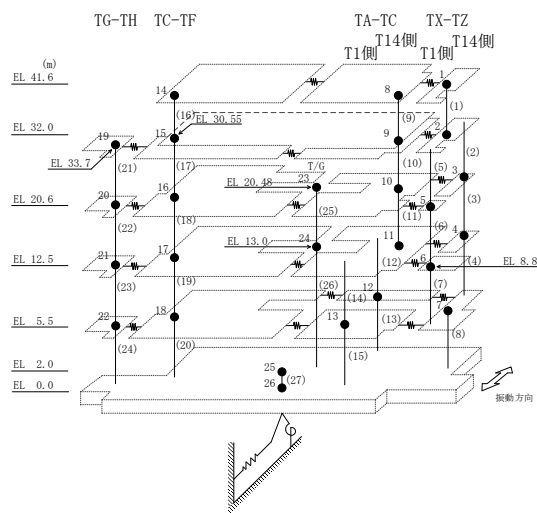 TG-TH TC-TF TA-TC TX-TZ
T14側 T14側
T1側 T1側
(m)
EL 41.6
14
8
1
(1)
(16)
EL 30.55
(9)
EL 32.0
15
9
2
(2)
19
EL 33.7
(21)
(17)
(10)
(5)
3
T/G
23
EL 20.48
10
(3)
EL 20.6
20
16
(25)
(11)
5
(22)
(18)
EL 13.0
24
11
(6)
4
EL 12.5
21
17
(12)
6
(4)
EL 8.8
(23)
(19)
(26)
(14)
12
(7)
EL 5.5
22
18
13
(13)
7
(8)
(24)
(20)
(15)
EL 2.0
25
EL 0.0
26
(27)
振動方向